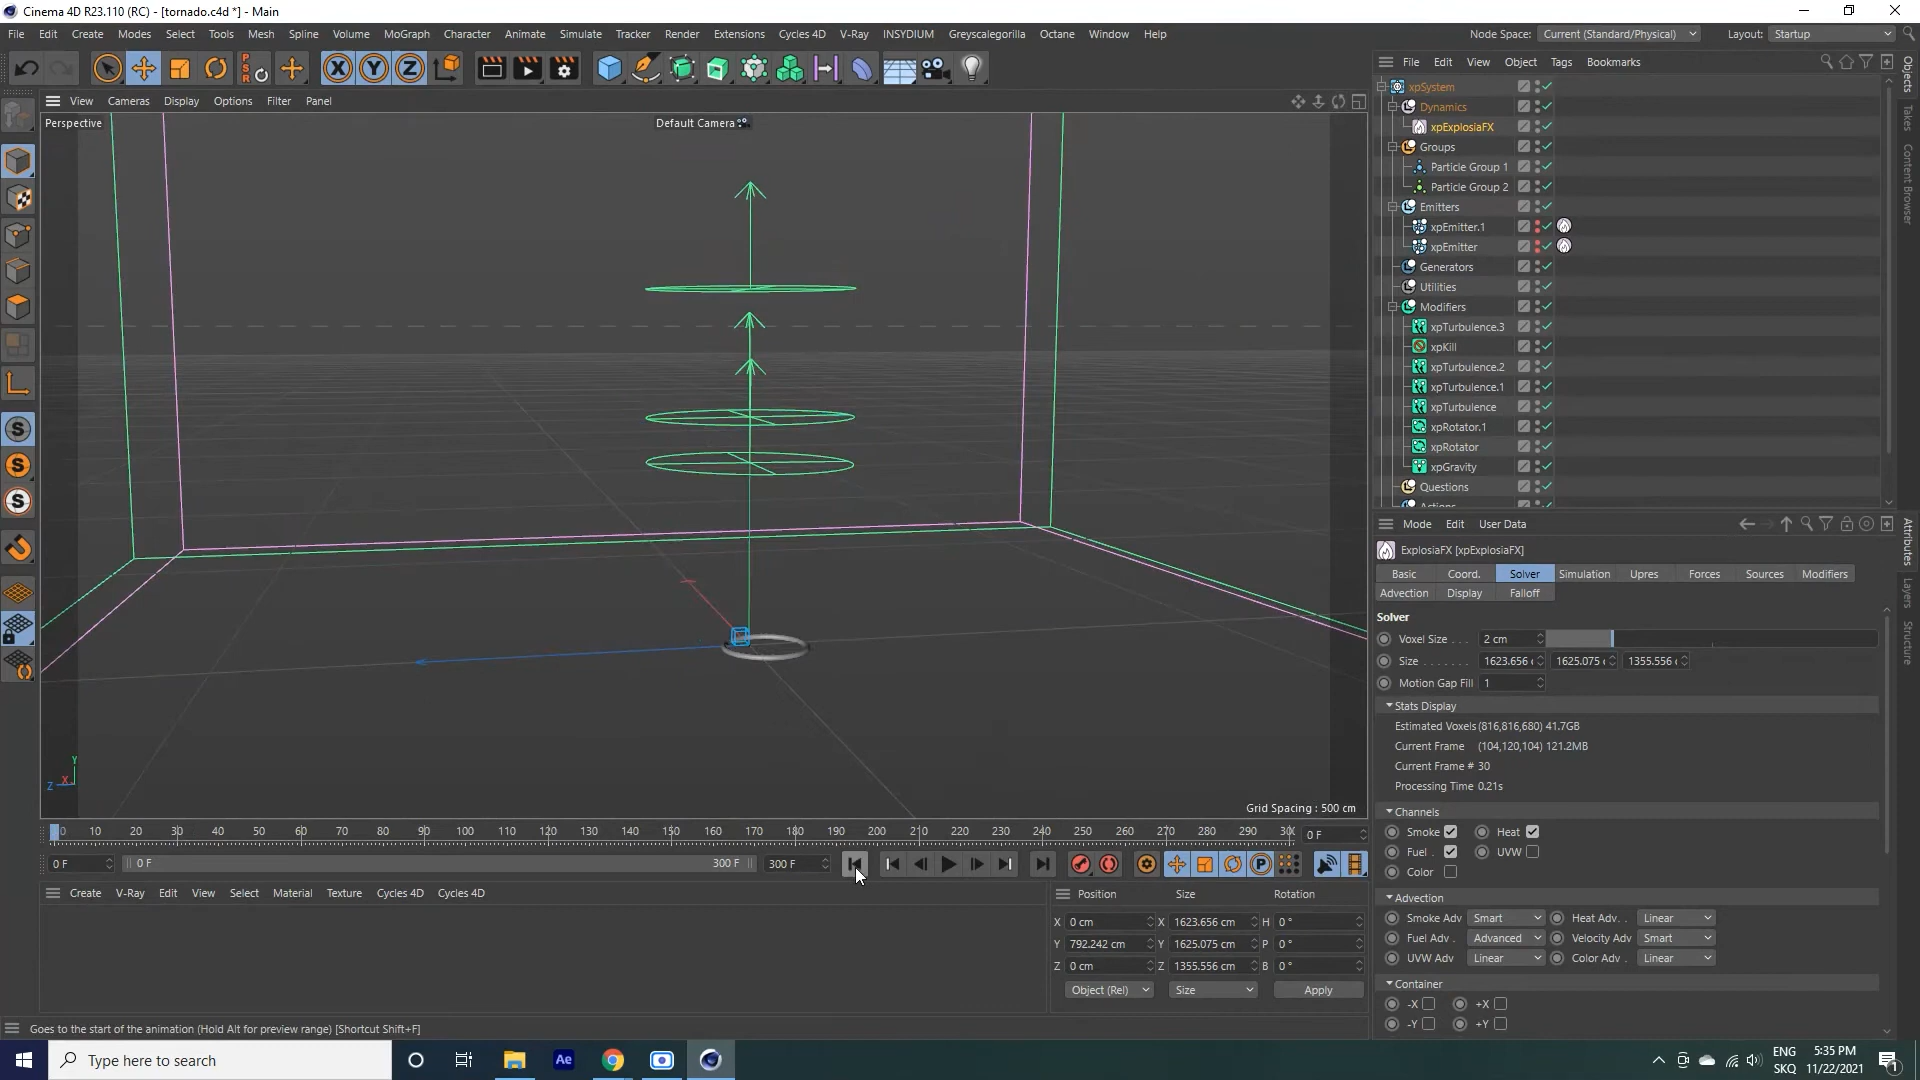 Cinema 4D R23.110 (RC) - [tornado.c4d *] - Main
File Edit Create Modes Select Tools Mesh Spline Volume MoGraph Character Animate Simulate Tracker Render Extensions Cycles 4D V-Ray INSYDIUM Greyscalegorilla Octane Window Help Node Space: Current (Standard/Physical) Layout: Startup
PSR X Y Z
File Edit View Object Tags Bookmarks
View Cameras Display Options Filter Panel
Perspective
Default Camera
xpSystem
Dynamics
xpExplosiaFX
Groups
Particle Group 1
Particle Group 2
Emitters
xpEmitter.1
xpEmitter
Generators
Utilities
Modifiers
xpTurbulence.3
xpKill
xpTurbulence.2
xpTurbulence.1
xpTurbulence
xpRotator.1
xpRotator
xpGravity
Questions
Objects
Takes
Content Browser
Mode Edit User Data
ExplosiaFX [xpExplosiaFX]
Basic Coord. Solver Simulation Upres Forces Sources Modifiers
Advection Display Falloff
Solver
Voxel Size . . . 2 cm
Size . . . . . . . 1623.656 1625.075 1355.556
Motion Gap Fill 1
Stats Display
Estimated Voxels (816,816,680) 41.7GB
Current Frame (104,120,104) 121.2MB
Current Frame # 30
Processing Time 0.21s
Channels
Smoke Heat
Fuel . UVW
Color
Advection
Smoke Adv Smart Heat Adv. . Linear
Fuel Adv . Advanced Velocity Adv Smart
UVW Adv Linear Color Adv . Linear
Container
-X +X
-Y +Y
Attributes
Layers
Structure
Y
Z X
Grid Spacing : 500 cm
0 10 20 30 40 50 60 70 80 90 100 110 120 130 140 150 160 170 180 190 200 210 220 230 240 250 260 270 280 290 0 F
0 F 0 F 300 F 300 F
Create V-Ray Edit View Select Material Texture Cycles 4D Cycles 4D
Position Size Rotation
X 0 cm X 1623.656 cm H 0 °
Y 792.242 cm Y 1625.075 cm P 0 °
Z 0 cm Z 1355.556 cm B 0 °
Object (Rel) Size Apply
Goes to the start of the animation (Hold Alt for preview range) [Shortcut Shift+F]
Type here to search
Ae
ENG
SKQ
5:35 PM
11/22/2021
1